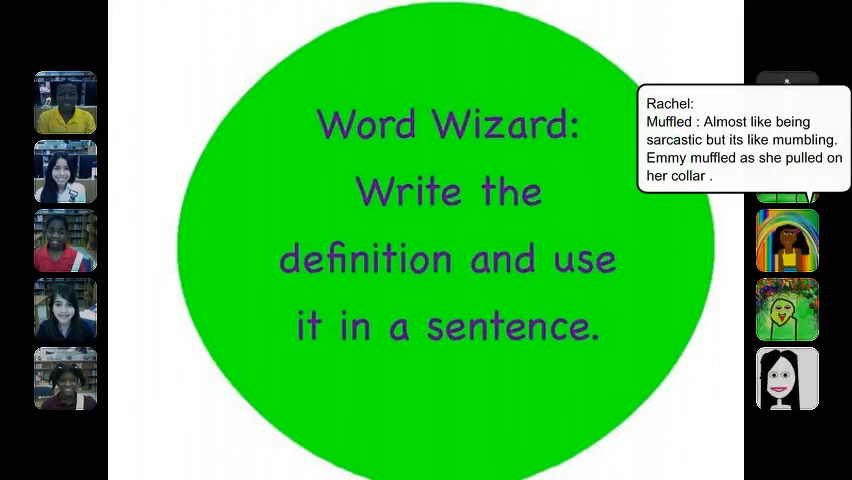 Word Wizard:
Write the
definition and use
it in a sentence.
Rachel:
Muffled : Almost like being
sarcastic but its like mumbling.
Emmy muffled as she pulled on
her collar .